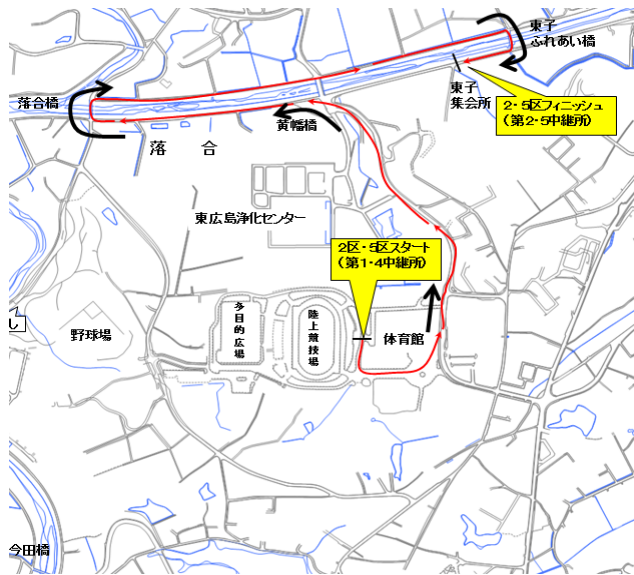 東子
ふれあい橋
落合橋
東子
集会所
2・5区フィニッシュ
(第2・5中継所)
黄幡橋
落 合
東広島浄化センター
2区・5区スタート
(第1・4中継所)
多目的広場
陸上競技場
体育館
野球場
し
今田橋